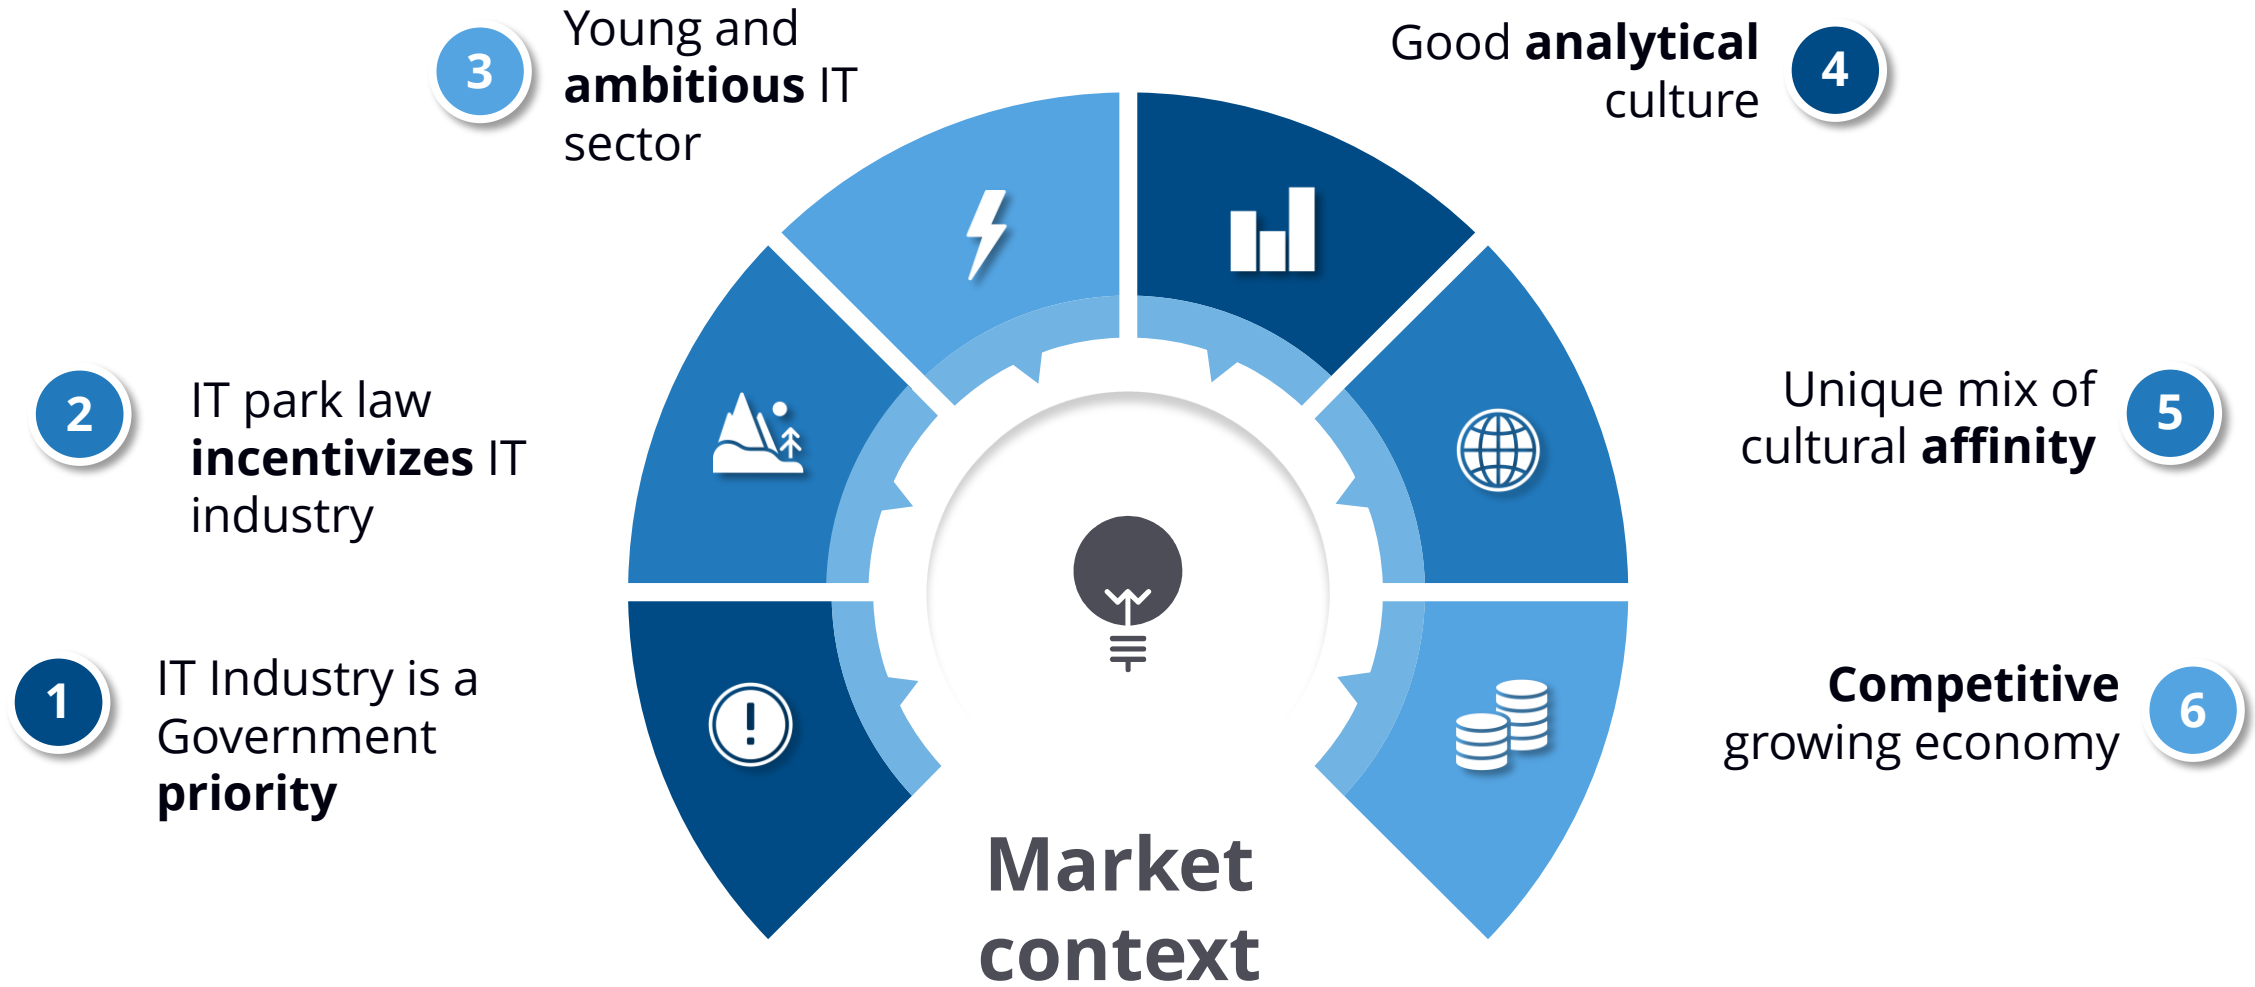 3
Young and
ambitious IT
sector
Good analytical
culture
4
2
IT park law
incentivizes IT
industry
Unique mix of
cultural affinity
5
1
IT Industry is a
Government
priority
Competitive
growing economy
6
Market
context